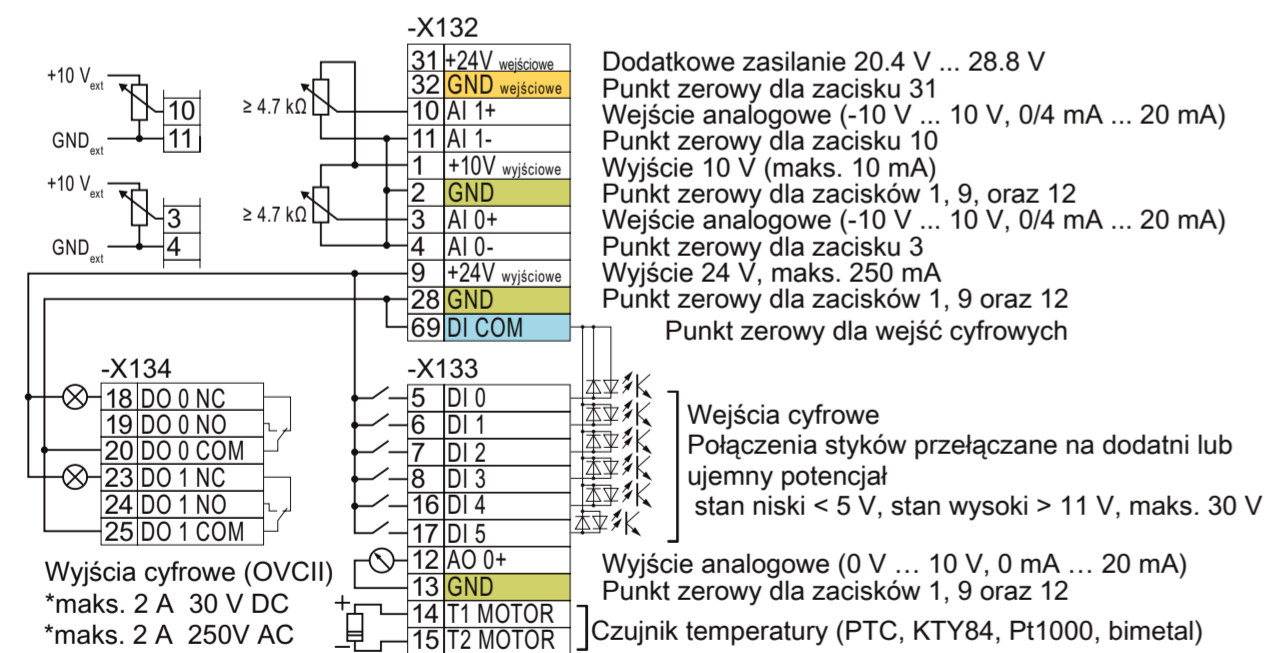 -X132
31 +24V wejściowe Dodatkowe zasilanie 20.4 V ... 28.8 V
32 GND wejściowe Punkt zerowy dla zacisku 31
10 AI 1+ Wejście analogowe (-10 V ... 10 V, 0/4 mA ... 20 mA)
11 AI 1- Punkt zerowy dla zacisku 10
1 +10V wyjściowe Wyjście 10 V (maks. 10 mA)
2 GND Punkt zerowy dla zacisków 1, 9, oraz 12
3 AI 0+ Wejście analogowe (-10 V ... 10 V, 0/4 mA ... 20 mA)
4 AI 0- Punkt zerowy dla zacisku 3
9 +24V wyjściowe Wyjście 24 V, maks. 250 mA
28 GND Punkt zerowy dla zacisków 1, 9 oraz 12
69 DI COM Punkt zerowy dla wejść cyfrowych
+10 V ext
10
GND ext 11
≥ 4.7 kΩ
+10 V ext
3
GND ext 4
≥ 4.7 kΩ
-X134
18 DO 0 NC
19 DO 0 NO
20 DO 0 COM
23 DO 1 NC
24 DO 1 NO
25 DO 1 COM
Wyjścia cyfrowe (OVCII)
*maks. 2 A 30 V DC
*maks. 2 A 250V AC
-X133
5 DI 0
6 DI 1
7 DI 2
8 DI 3
16 DI 4
17 DI 5
Wejścia cyfrowe
Połączenia styków przełączane na dodatni lub
ujemny potencjał
stan niski < 5 V, stan wysoki > 11 V, maks. 30 V
12 AO 0+ Wyjście analogowe (0 V … 10 V, 0 mA … 20 mA)
13 GND Punkt zerowy dla zacisków 1, 9 oraz 12
+ 14 T1 MOTOR
− 15 T2 MOTOR
Czujnik temperatury (PTC, KTY84, Pt1000, bimetal)